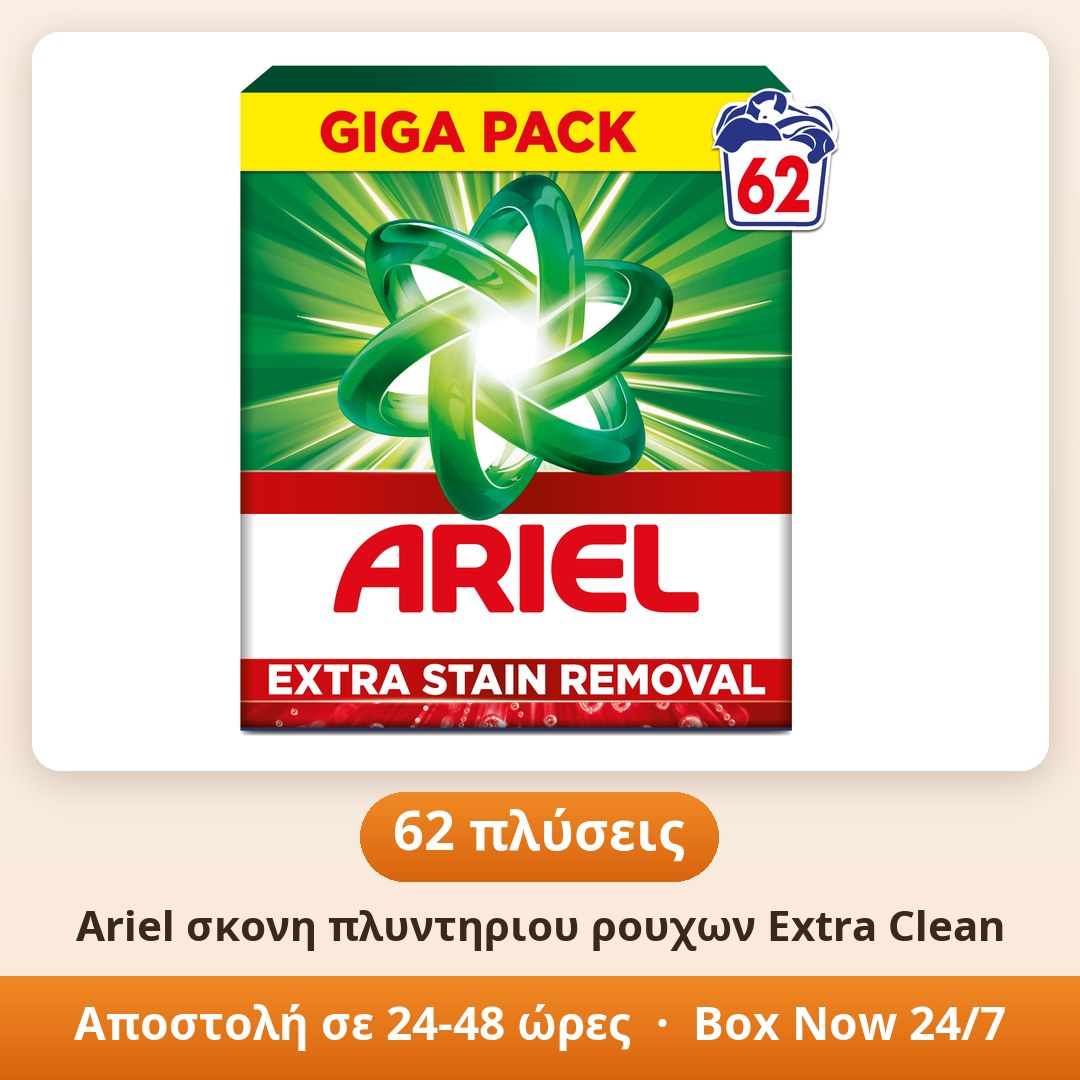 GIGA PACK
62
ARIEL
EXTRA STAIN REMOVAL
62 πλύσεις
Ariel σκονη πλυντηριου ρουχων Extra Clean
Αποστολή σε 24-48 ώρες · Box Now 24/7